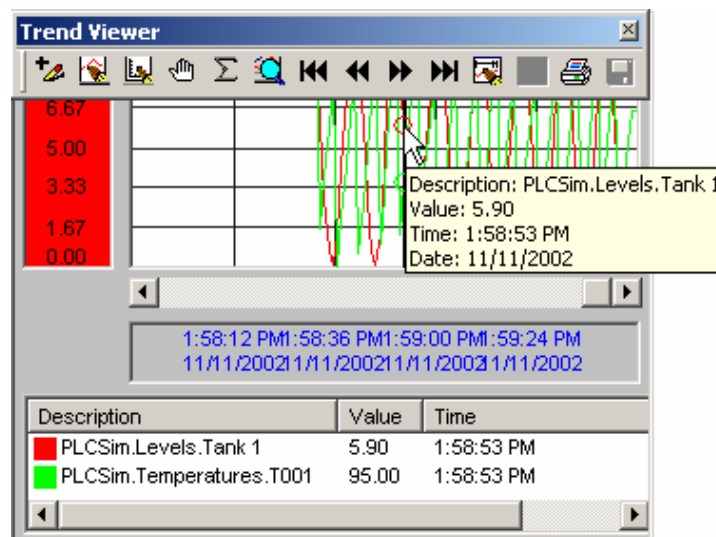 Trend Viewer
6.67
5.00
3.33
1.67
0.00
Description: PLCSim.Levels.Tank 1
Value: 5.90
Time: 1:58:53 PM
Date: 11/11/2002
1:58:12 PM1:58:36 PM1:59:00 PM1:59:24 PM
11/11/200211/11/200211/11/200211/11/2002
Description Value Time
PLCSim.Levels.Tank 1 5.90 1:58:53 PM
PLCSim.Temperatures.T001 95.00 1:58:53 PM